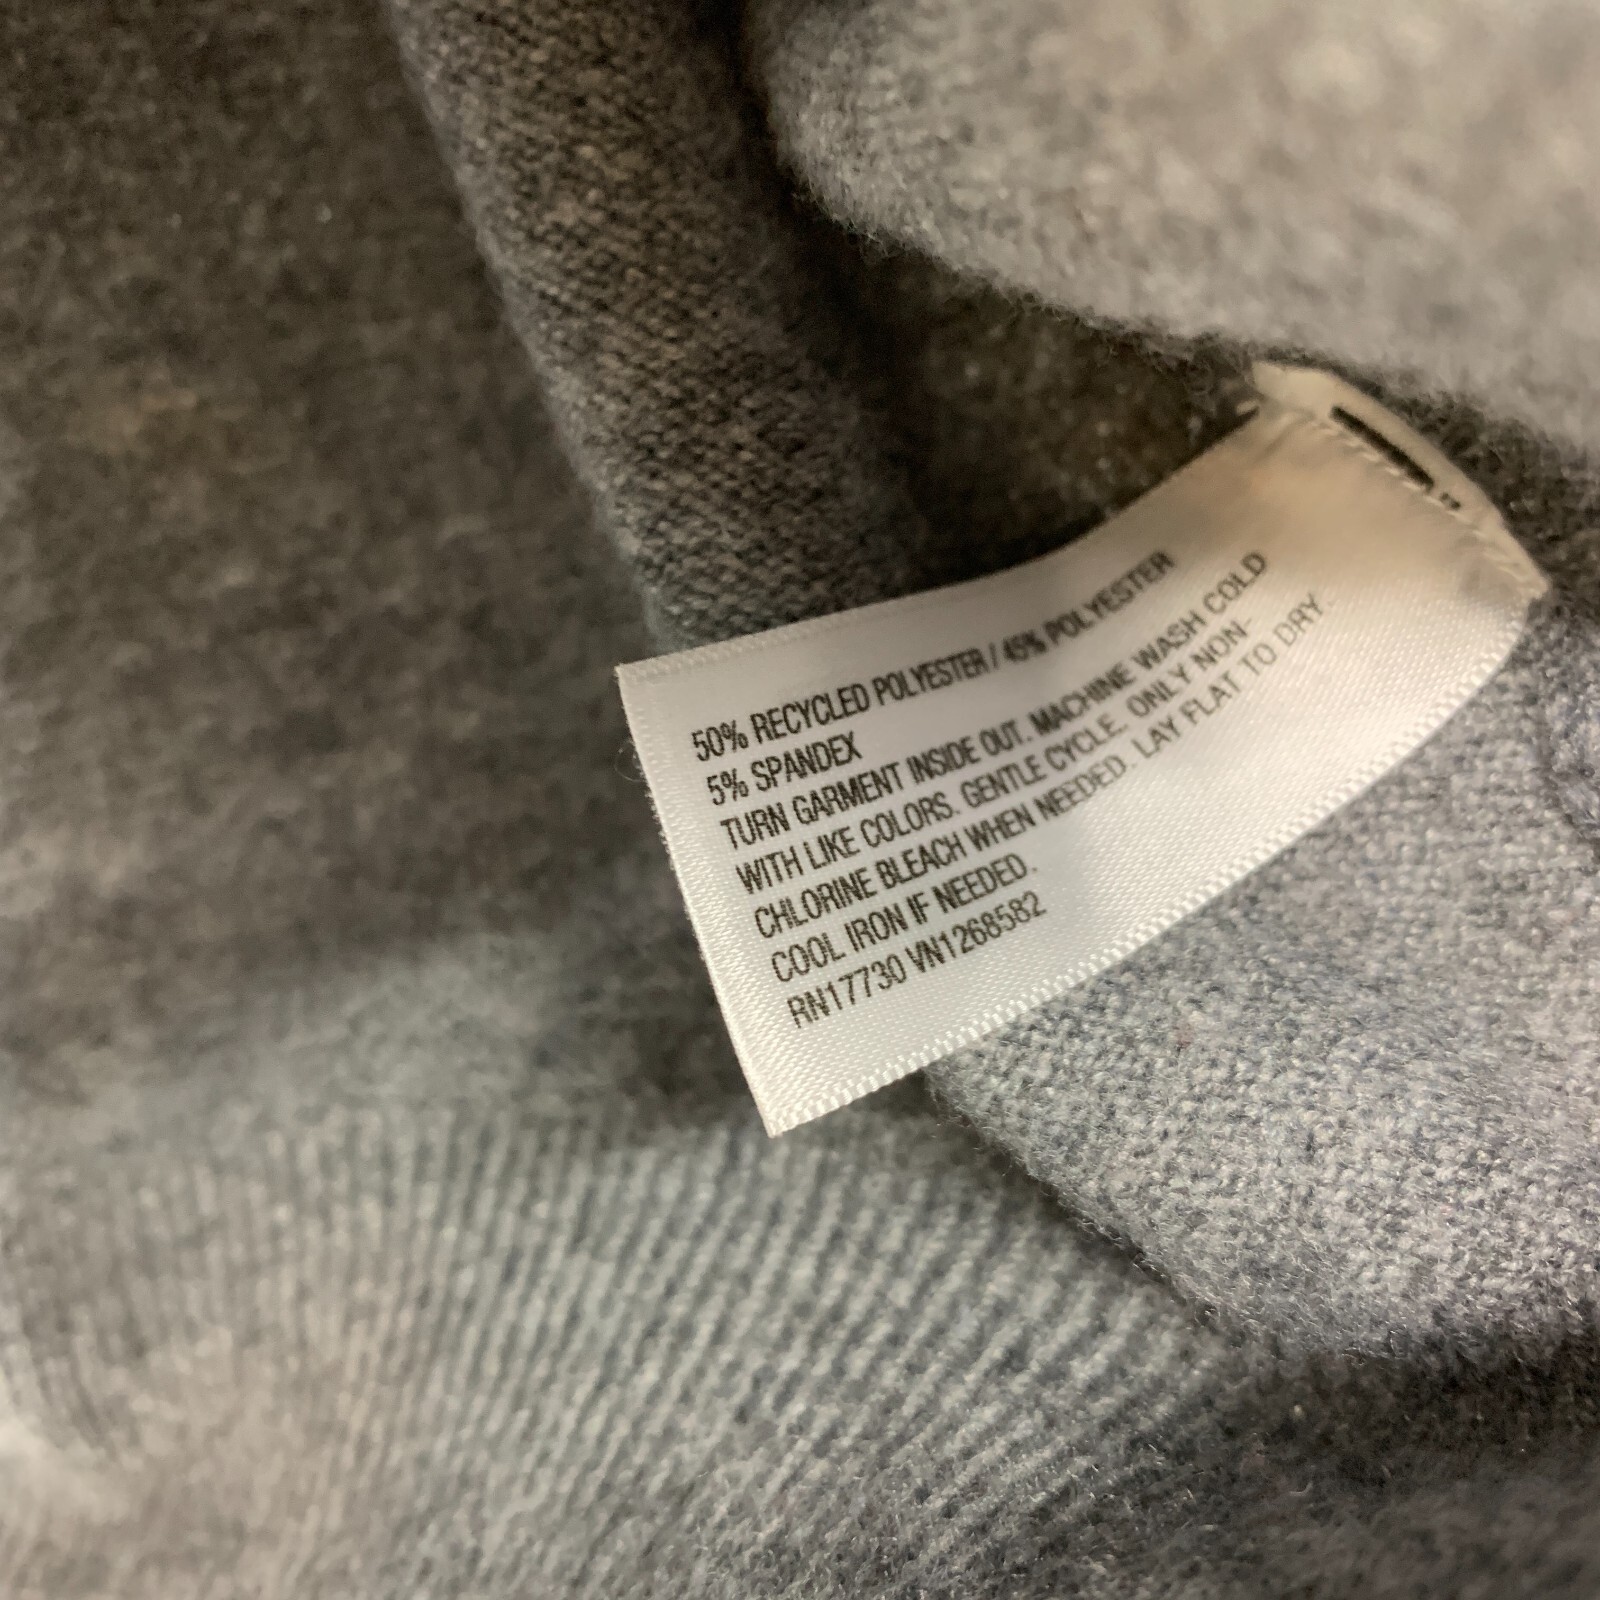 50% RECYCLED POLYESTER / 45% POLYESTER
5% SPANDEX
TURN GARMENT INSIDE OUT. MACHINE WASH COLD
WITH LIKE COLORS. GENTLE CYCLE. ONLY NON-
CHLORINE BLEACH WHEN NEEDED. LAY FLAT TO DRY.
COOL IRON IF NEEDED.
RN17730 VN1268582